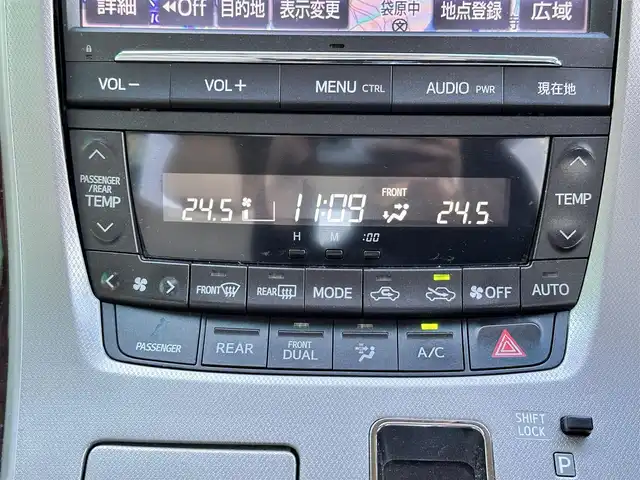 詳細 ◀◀Off 目的地 表示変更 袋原中 地点登録 広域
VOL− VOL+ MENU CTRL AUDIO PWR 現在地
PASSENGER
/REAR
TEMP
24.5 11:09 FRONT 24.5
H M :00
TEMP
FRONT REAR MODE OFF AUTO
PASSENGER REAR FRONT DUAL A/C
SHIFT
LOCK
P